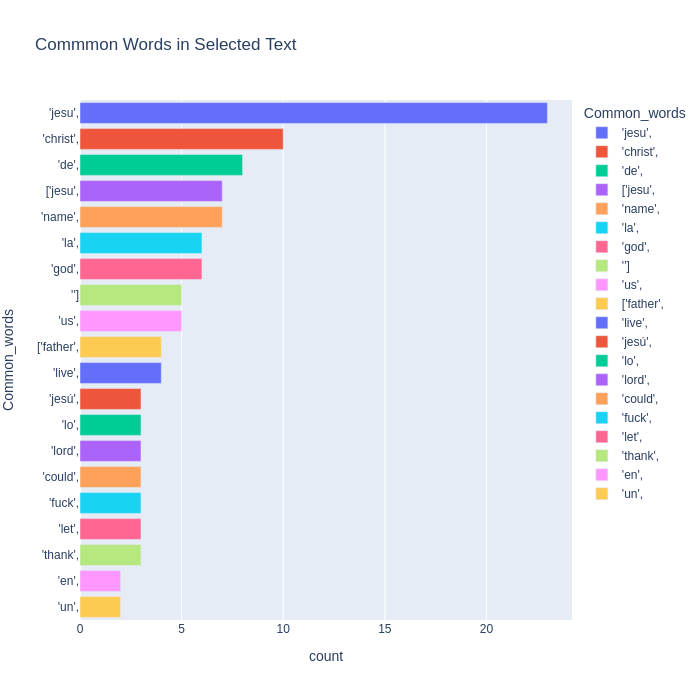 Commmon Words in Selected Text
Common_words
'jesu',
'christ',
'de',
['jesu',
'name',
'la',
'god',
'']
'us',
['father',
'live',
'jesú',
'lo',
'lord',
'could',
'fuck',
'let',
'thank',
'en',
'un',
0 5 10 15 20
count
Common_words
'jesu',
'christ',
'de',
['jesu',
'name',
'la',
'god',
'']
'us',
['father',
'live',
'jesú',
'lo',
'lord',
'could',
'fuck',
'let',
'thank',
'en',
'un',